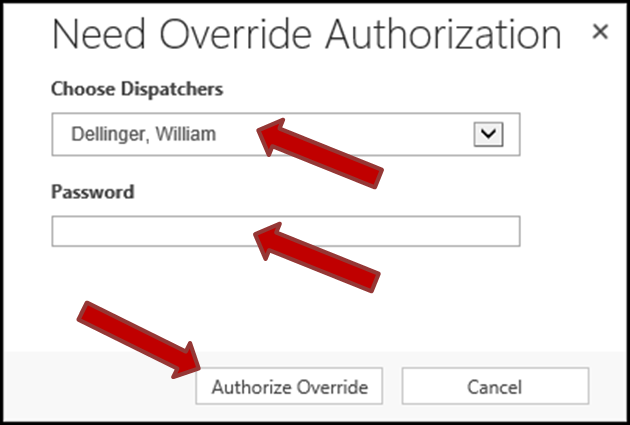 Need Override Authorization
Choose Dispatchers
Dellinger, William
Password
Authorize Override
Cancel